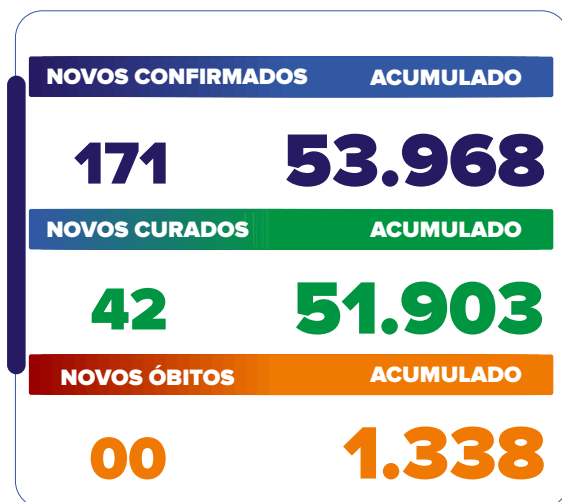 NOVOS CONFIRMADOS ACUMULADO
171 53.968
NOVOS CURADOS ACUMULADO
42 51.903
NOVOS ÓBITOS ACUMULADO
00 1.338